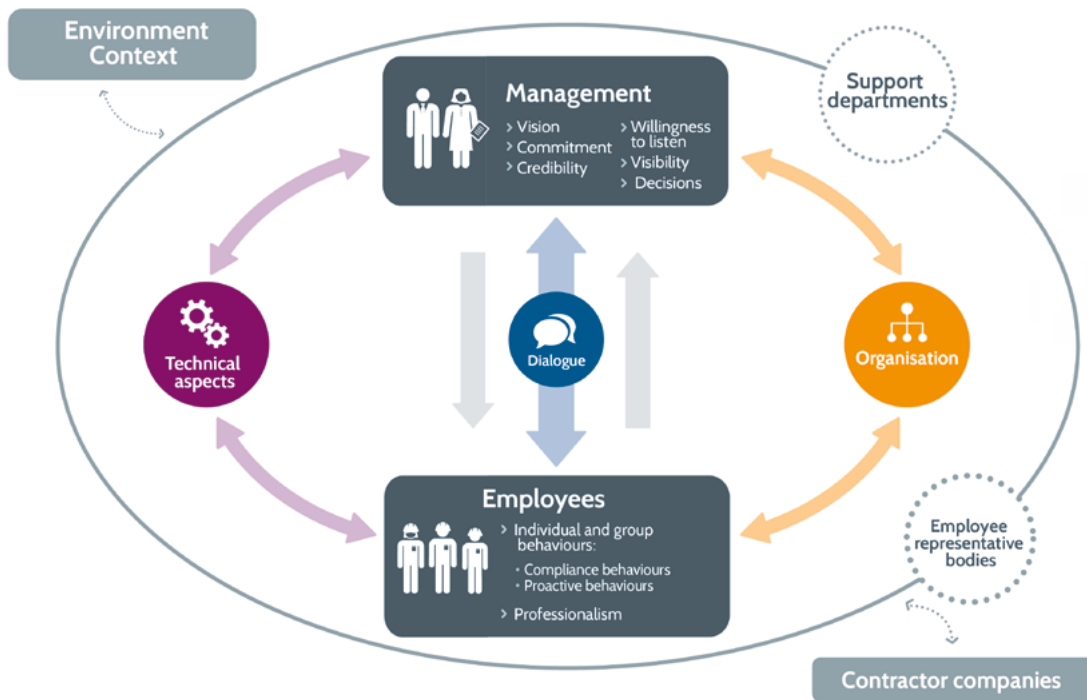 Environment
Context
Support
departments
Management
> Vision
> Commitment
> Credibility
> Willingness
to listen
> Visibility
> Decisions
Technical
aspects
Dialogue
Organisation
Employees
> Individual and group
behaviours:
• Compliance behaviours
• Proactive behaviours
> Professionalism
Employee
representative
bodies
Contractor companies